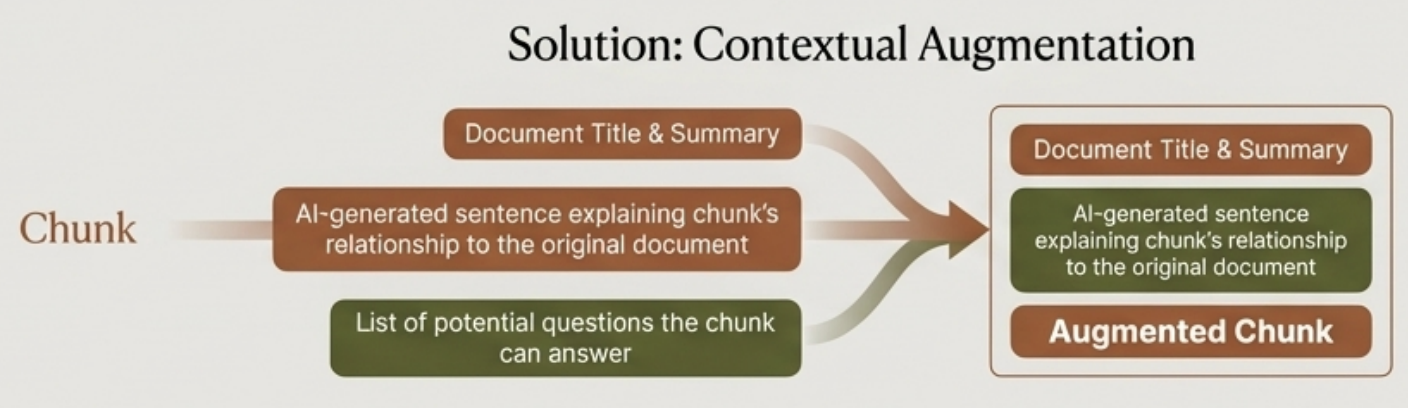 Solution: Contextual Augmentation
Chunk
Document Title & Summary
AI-generated sentence explaining chunk's
relationship to the original document
List of potential questions the chunk
can answer
Document Title & Summary
AI-generated sentence
explaining chunk's relationship
to the original document
Augmented Chunk